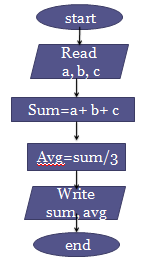 start
Read
a, b, c
Sum=a+ b+ c
Avg=sum/3
Write
sum, avg
end